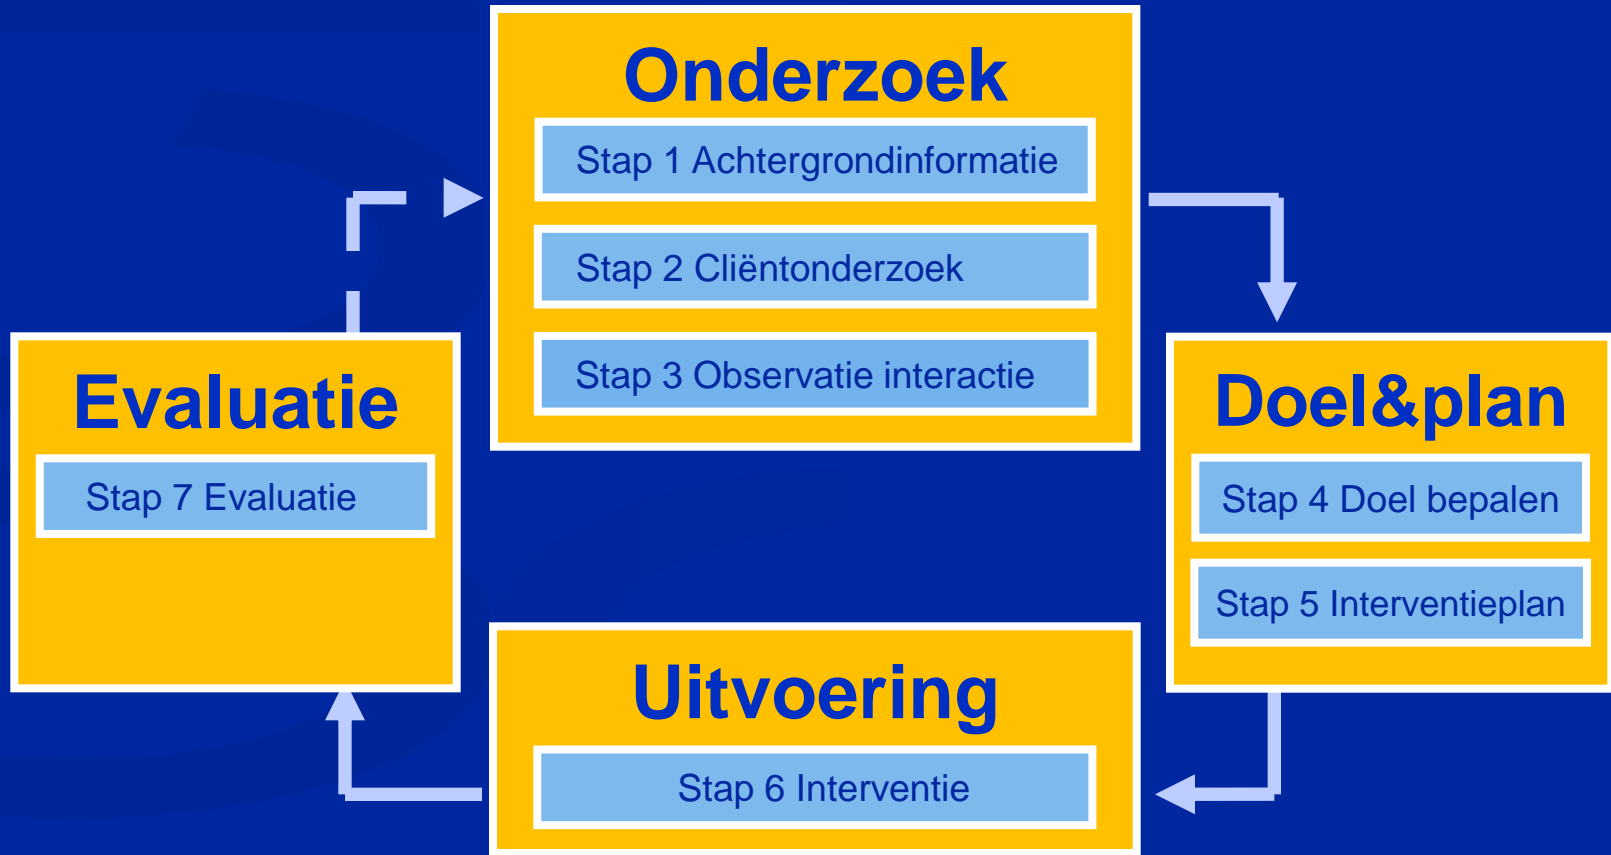 Onderzoek
Stap 1 Achtergrondinformatie
Stap 2 Cliëntonderzoek
Stap 3 Observatie interactie
Doel&plan
Stap 4 Doel bepalen
Stap 5 Interventieplan
Uitvoering
Stap 6 Interventie
Evaluatie
Stap 7 Evaluatie